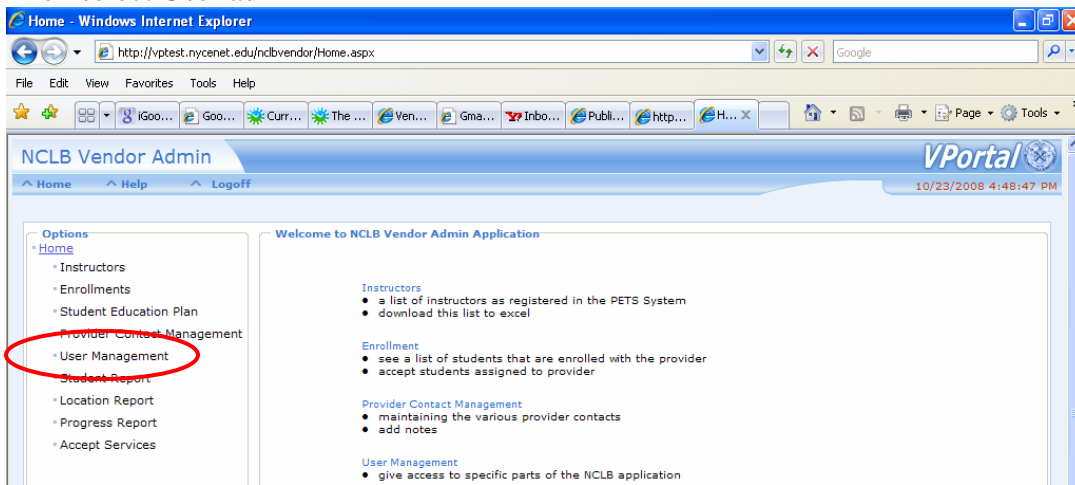 Home - Windows Internet Explorer
http://vptest.nycenet.edu/nclbvendor/Home.aspx
Google
File Edit View Favorites Tools Help
iGoo... Goo... Curr... The ... Ven... Gma... Inbo... Publi... http... H... Page Tools
NCLB Vendor Admin
VPortal
Home Help Logoff
10/23/2008 4:48:47 PM
Options
Home
Instructors
Enrollments
Student Education Plan
Provider Contact Management
User Management
Student Report
Location Report
Progress Report
Accept Services
Welcome to NCLB Vendor Admin Application
Instructors
• a list of instructors as registered in the PETS System
• download this list to excel
Enrollment
• see a list of students that are enrolled with the provider
• accept students assigned to provider
Provider Contact Management
• maintaining the various provider contacts
• add notes
User Management
• give access to specific parts of the NCLB application